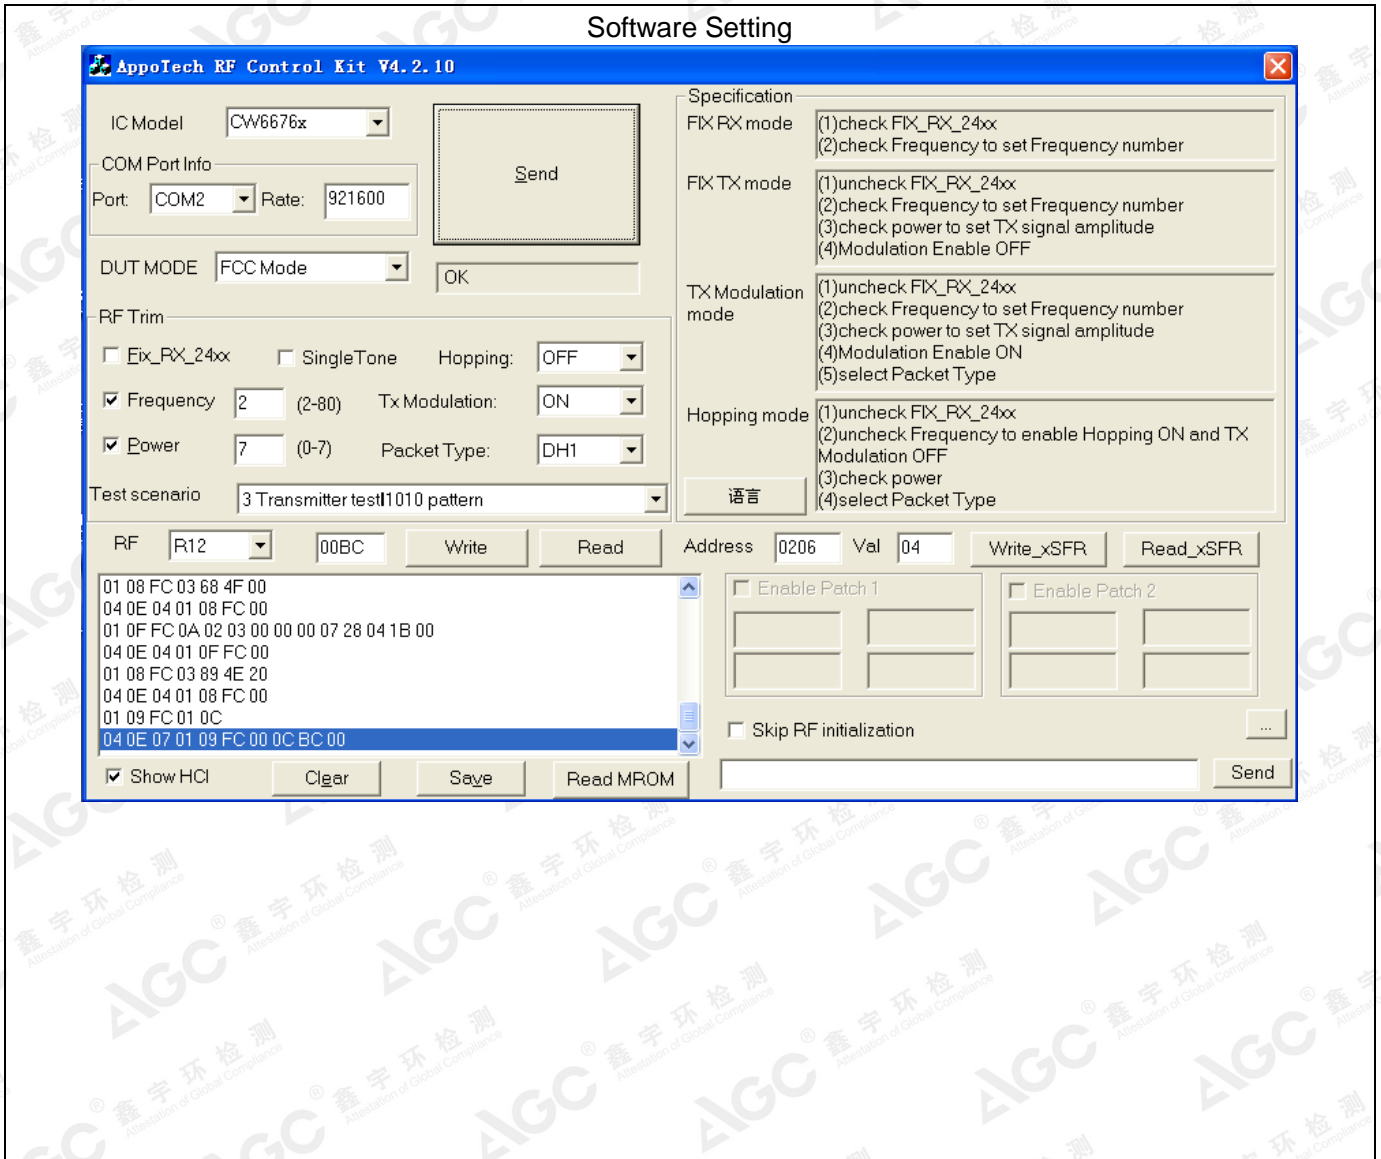 Software Setting
AppoTech RF Control Kit V4.2.10
IC Model CW6676x
Send
COM Port Info
Port: COM2 Rate: 921600
DUT MODE FCC Mode
OK
RF Trim
Fix_RX_24xx SingleTone Hopping: OFF
Frequency 2 (2-80) Tx Modulation: ON
Power 7 (0-7) Packet Type: DH1
Test scenario 3 Transmitter test1010 pattern
Specification
FIX RX mode (1)check FIX_RX_24xx
(2)check Frequency to set Frequency number
FIX TX mode (1)uncheck FIX_RX_24xx
(2)check Frequency to set Frequency number
(3)check power to set TX signal amplitude
(4)Modulation Enable OFF
TX Modulation mode (1)uncheck FIX_RX_24xx
(2)check Frequency to set Frequency number
(3)check power to set TX signal amplitude
(4)Modulation Enable ON
(5)select Packet Type
Hopping mode (1)uncheck FIX_RX_24xx
(2)uncheck Frequency to enable Hopping ON and TX
Modulation OFF
(3)check power
(4)select Packet Type
语言
RF R12 00BC Write Read Address 0206 Val 04 Write_xSFR Read_xSFR
01 08 FC 03 68 4F 00
04 0E 04 01 08 FC 00
01 0F FC 0A 02 03 00 00 00 07 28 04 1B 00
04 0E 04 01 0F FC 00
01 08 FC 03 89 4E 20
04 0E 04 01 08 FC 00
01 09 FC 01 0C
04 0E 07 01 09 FC 00 0C BC 00
Enable Patch 1 Enable Patch 2
Skip RF initialization ...
Show HCI Clear Save Read MROM Send
AGC® 鑫宇环检测
Attestation of Global Compliance